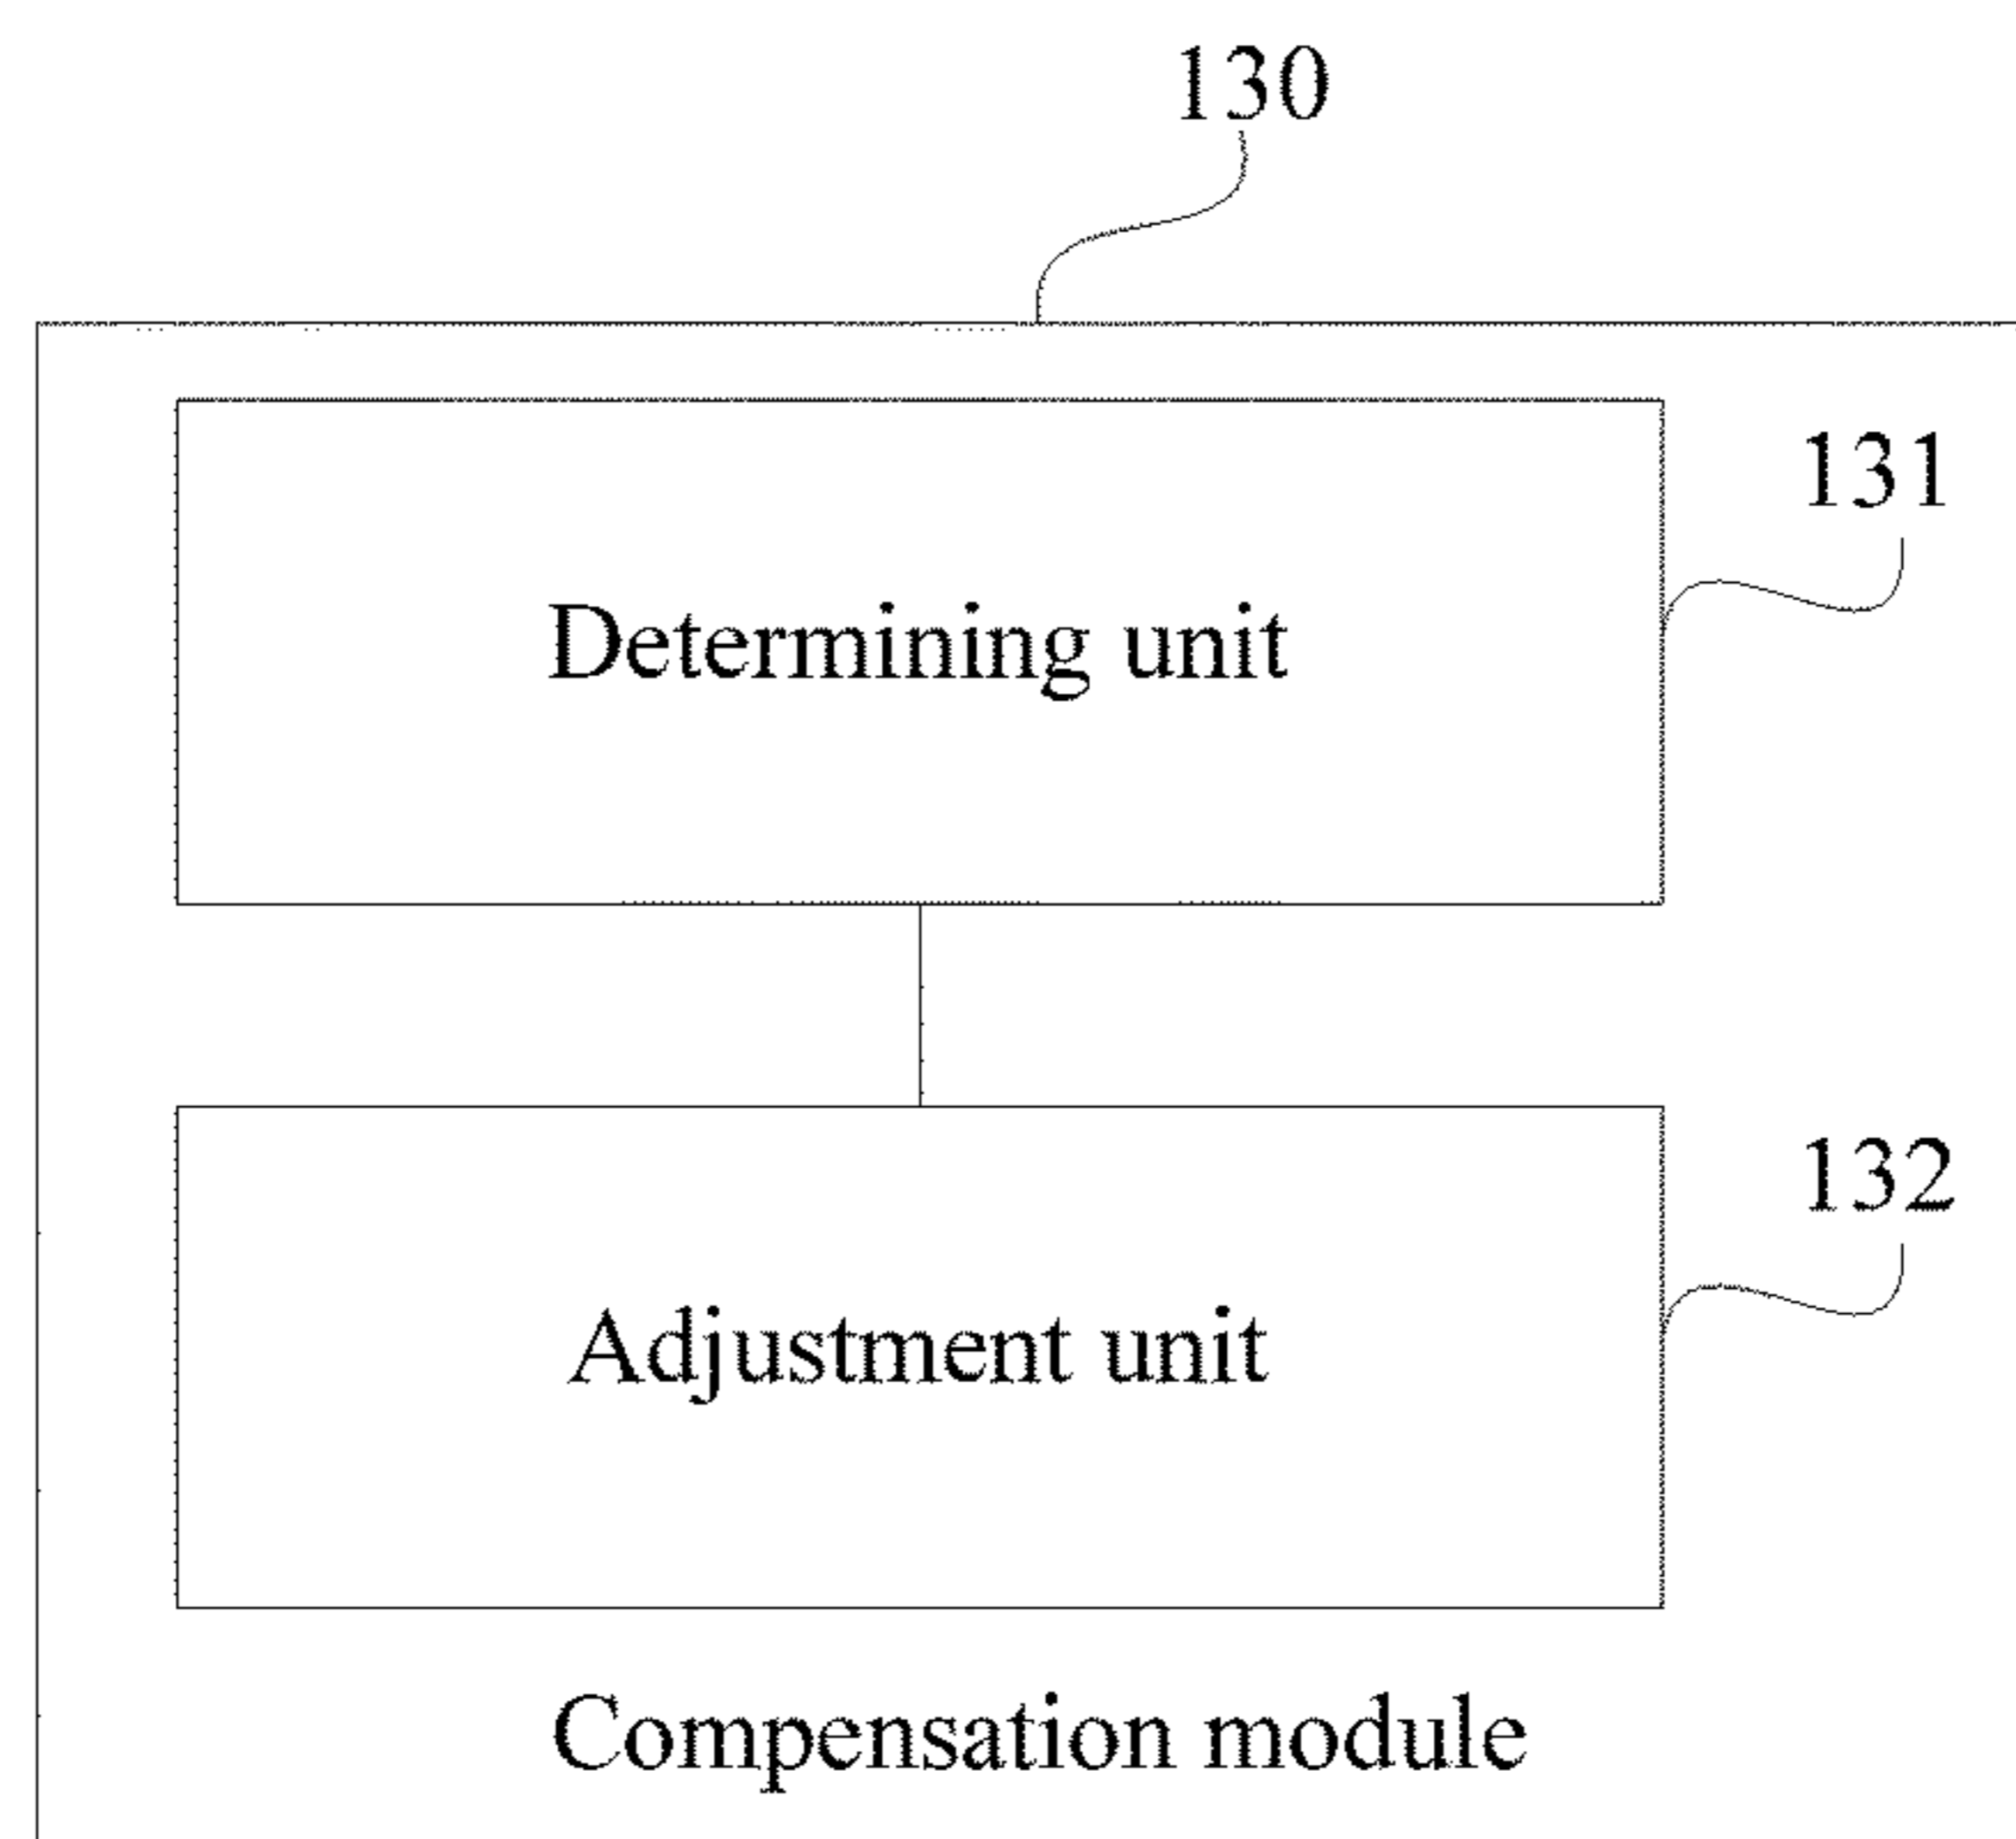 130
131
Determining unit
132
Adjustment unit
Compensation module